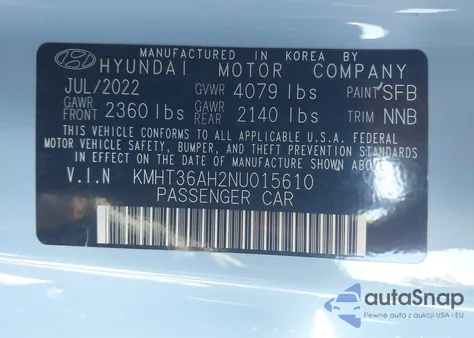 MANUFACTURED IN KOREA BY
HYUNDAI MOTOR COMPANY
JUL/2022 GVWR 4079 lbs PAINT SFB
GAWR FRONT 2360 lbs GAWR REAR 2140 lbs TRIM NNB
THIS VEHICLE CONFORMS TO ALL APPLICABLE U.S.A. FEDERAL
MOTOR VEHICLE SAFETY, BUMPER, AND THEFT PREVENTION STANDARDS
IN EFFECT ON THE DATE OF MANUFACTURE SHOWN ABOVE.
V.I.N KMHT36AH2NU015610
PASSENGER CAR
autoSnap
Pewne auto z aukcji USA i EU